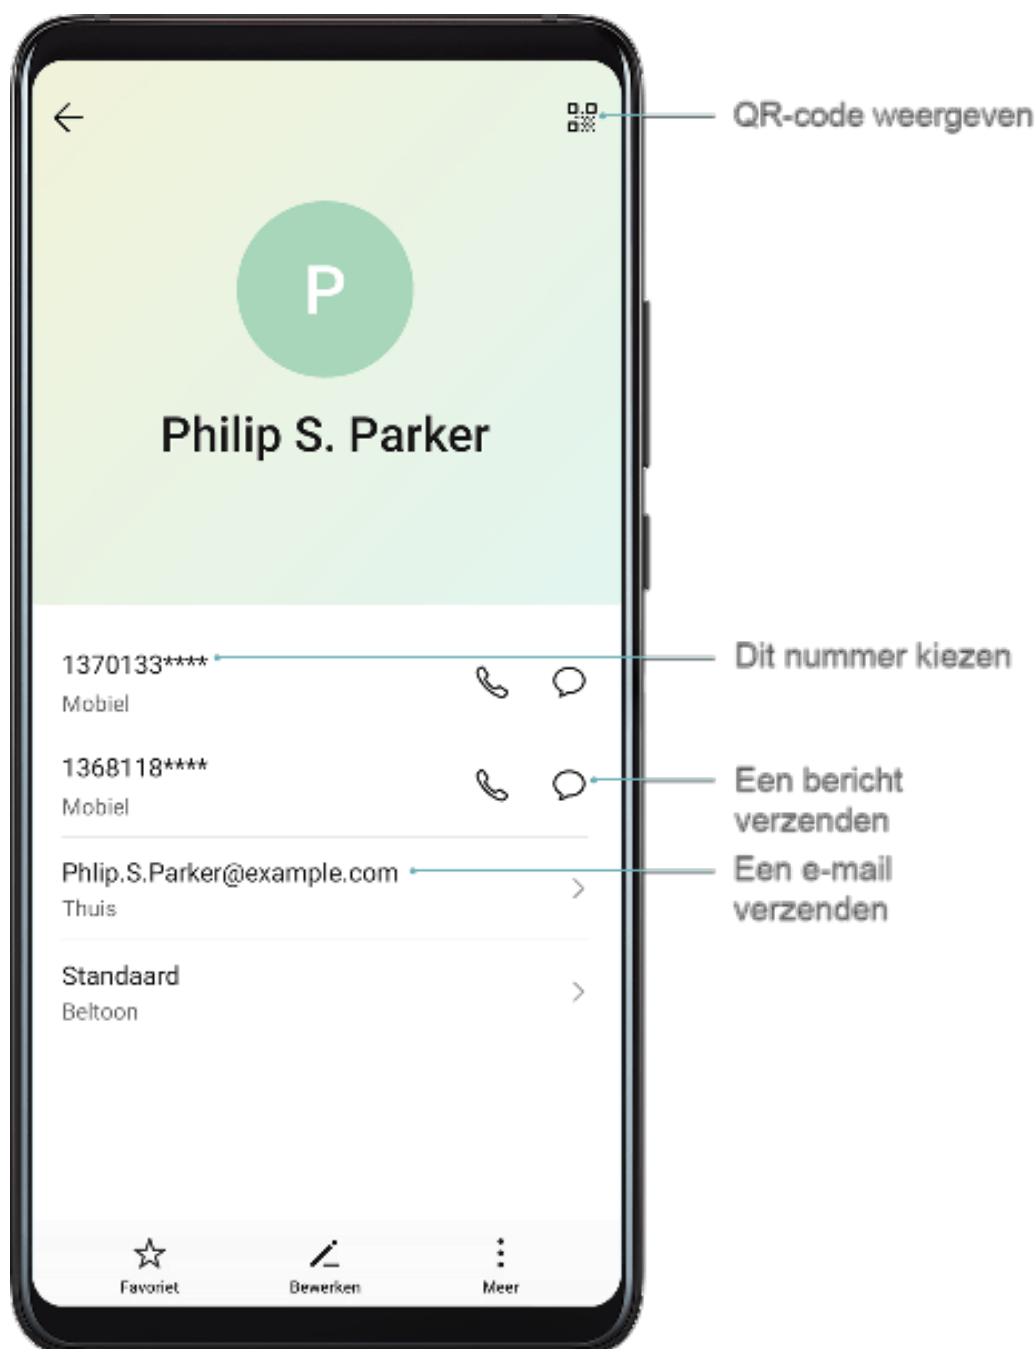 QR-code weergeven
P
Philip S. Parker
1370133****
Dit nummer kiezen
Mobiel
1368118****
Een bericht
verzenden
Mobiel
Phlip.S.Parker@example.com
Een e-mail
verzenden
Thuis
Standaard
Beltoon
Favoriet
Bewerken
Meer